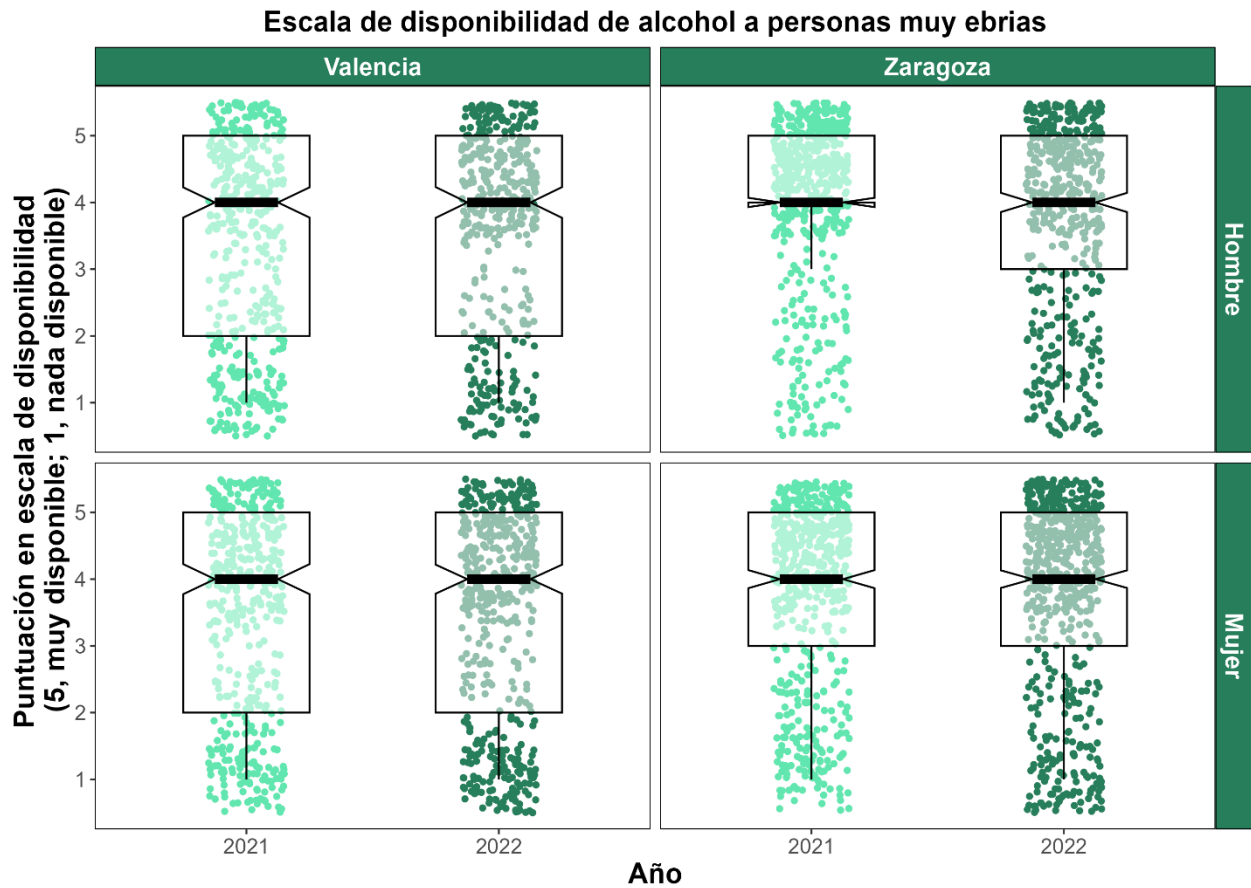 Escala de disponibilidad de alcohol a personas muy ebrias
Valencia
Zaragoza
Puntuación en escala de disponibilidad
(5, muy disponible; 1, nada disponible)
5
4
3
2
1
Hombre
5
4
3
2
1
Mujer
2021
2022
2021
2022
Año